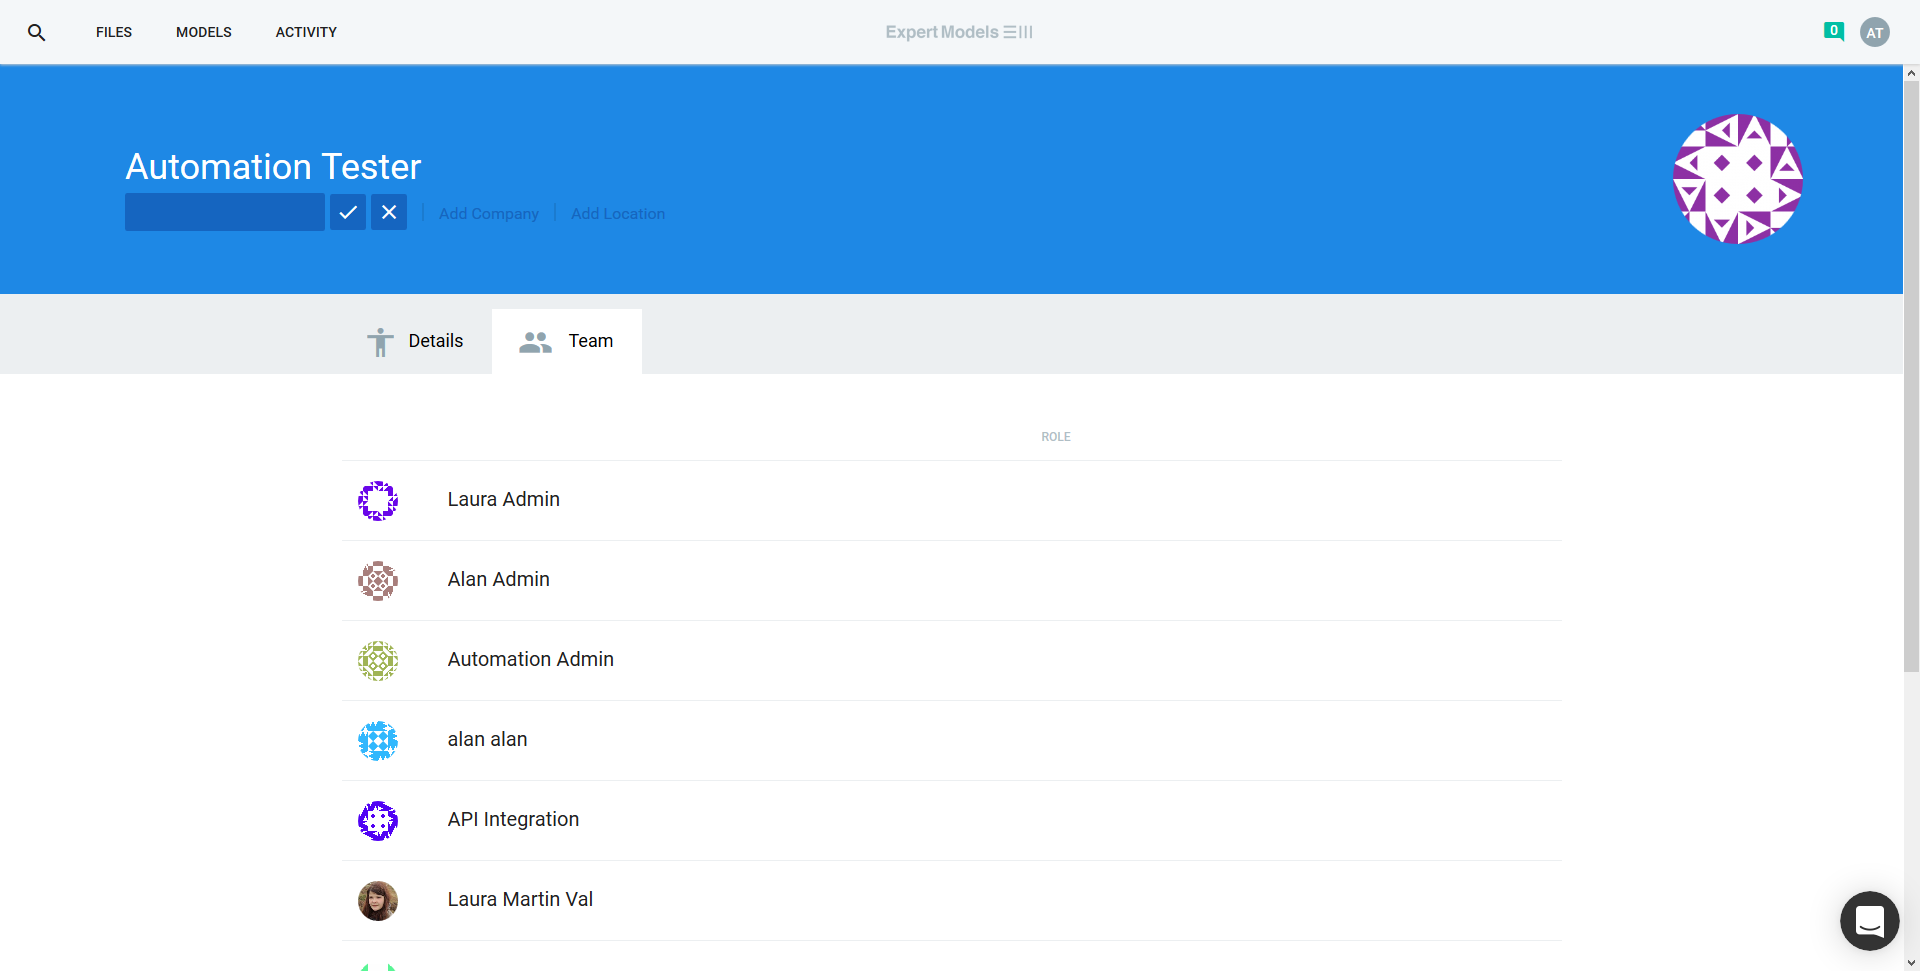 FILES MODELS ACTIVITY Expert Models 0 AT
Automation Tester
Add Company Add Location
Details Team
ROLE
Laura Admin
Alan Admin
Automation Admin
alan alan
API Integration
Laura Martin Val